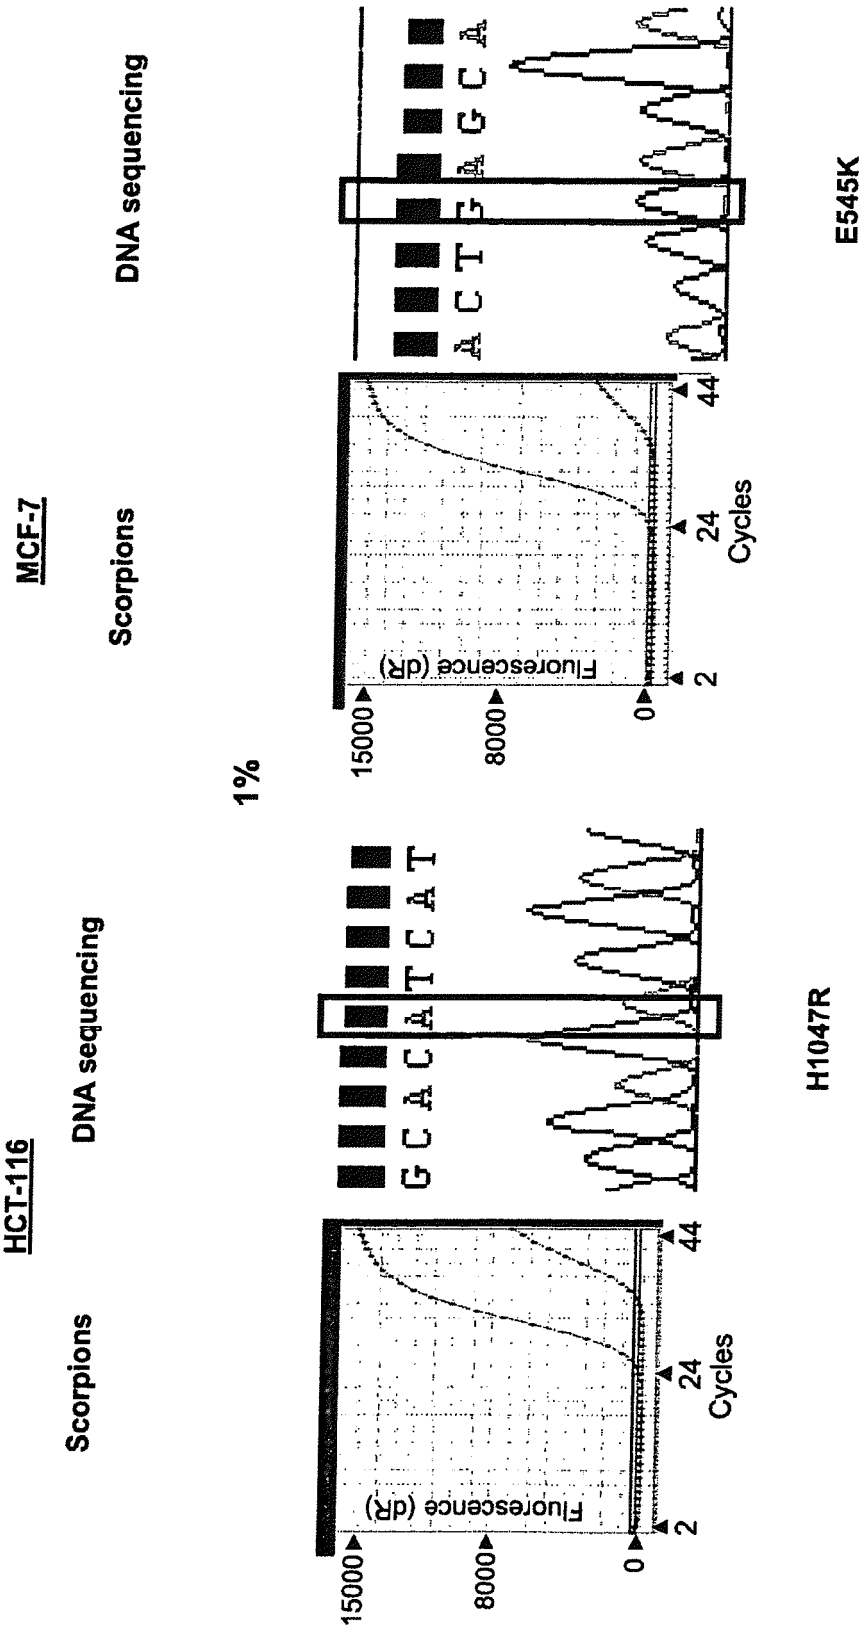 HCT-116
MCF-7
Scorpions
DNA sequencing
Scorpions
DNA sequencing
1%
15000
8000
0
Fluorescence (dR)
2
24
44
Cycles
G C A C A T C A T
H1047R
15000
8000
0
Fluorescence (dR)
2
24
44
Cycles
A C T G A G C A
E545K